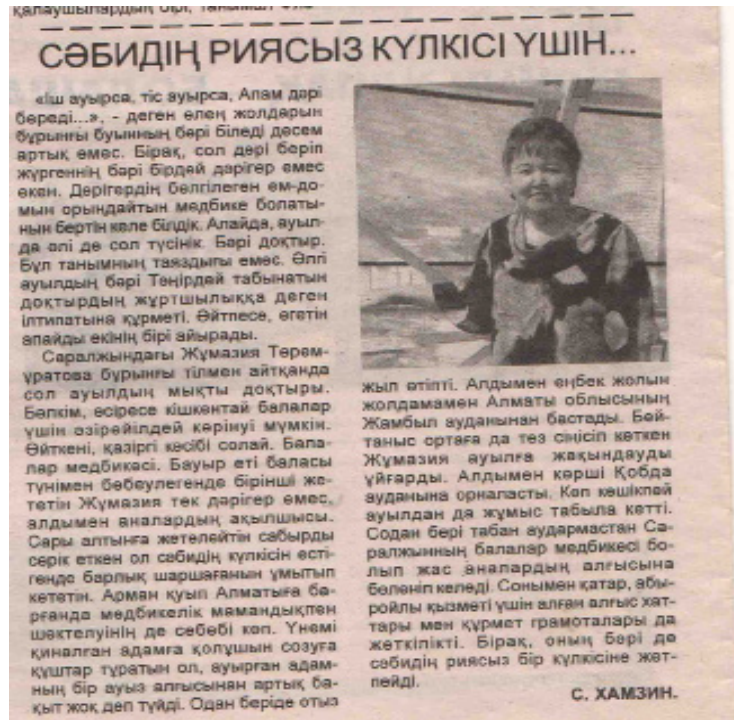 қалаушылардың бірі, танымал
СӘБИДІҢ РИЯСЫЗ КҮЛКІСІ ҮШІН...
«Іш ауырса, тіс ауырса, Апам дәрі
береді...», - деген өлең жолдарын
бұрынғы буынның бәрі біледі десем
артық емес. Бірақ, сол дәрі беріп
жүргеннің бәрі бірдей дәрігер емес
екен. Дәрігердің белгілеген ем-до-
мын орындайтын медбике болаты-
нын бертін келе білдік. Алайда, ауыл-
да әлі де сол түсінік. Бәрі доктыр.
Бұл танымның таяздығы емес. Әлгі
ауылдың бәрі Тәңірдей табынатын
доктырдың жұртшылыққа деген
ілтипатына құрметі. Әйтпесе, егетін
апайды екінің бірі айырады.
Саралжындағы Жұмазия Төрем-
ұратова бұрынғы тілмен айтқанда
сол ауылдың мықты доктыры.
Бәлкім, әсіресе кішкентай балалар
үшін әзірейілдей көрінуі мүмкін.
Өйткені, қазіргі кәсібі солай. Бала-
лар медбикесі. Бауыр еті баласы
түнімен бебеулегенде бірінші же-
тетін Жұмазия тек дәрігер емес,
алдымен аналардың ақылшысы.
Сары алтынға жетелейтін сабырды
серік еткен ол сәбидің күлкісін есті-
генде барлық шаршағанын ұмытып
кететін. Арман қуып Алматыға ба-
рғанда медбикелік мамандықпен
шектелуінің де себебі көп. Үнемі
қиналған адамға қолұшын созуға
құштар тұратын ол, ауырған адам-
ның бір ауыз алғысынан артық ба-
қыт жоқ деп түйді. Одан беріде отыз
жыл өтіпті. Алдымен еңбек жолын
жолдамамен Алматы облысының
Жамбыл ауданынан бастады. Бей-
таныс ортаға да тез сіңісіп кеткен
Жұмазия ауылға жақындауды
ұйғарды. Алдымен көрші Қобда
ауданына орналасты. Көп кешікпей
ауылдан да жұмыс табыла кетті.
Содан бері табан аудармастан Са-
ралжынның балалар медбикесі бо-
лып жас аналардың алғысына
бөленіп келеді. Сонымен қатар, абы-
ройлы қызметі үшін алған алғыс хат-
тары мен құрмет грамоталары да
жеткілікті. Бірақ, оның бәрі де
сәбидің риясыз бір күлкісіне жет-
пейді.
С. ХАМЗИН.